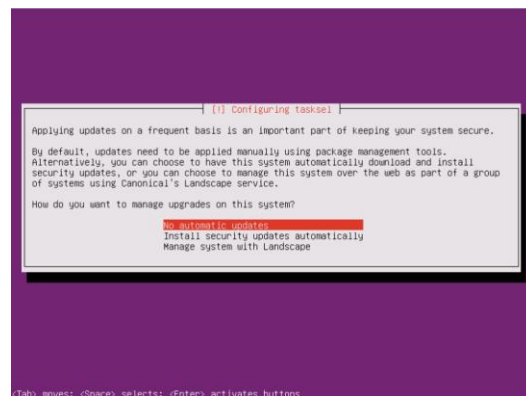 [!] Configuring tasksel
Applying updates on a frequent basis is an important part of keeping your system secure.
By default, updates need to be applied manually using package management tools.
Alternatively, you can choose to have this system automatically download and install
security updates, or you can choose to manage this system over the web as part of a group
of systems using Canonical's Landscape service.
How do you want to manage upgrades on this system?
No automatic updates
Install security updates automatically
Manage system with Landscape
<Tab> moves; <Space> selects; <Enter> activates buttons